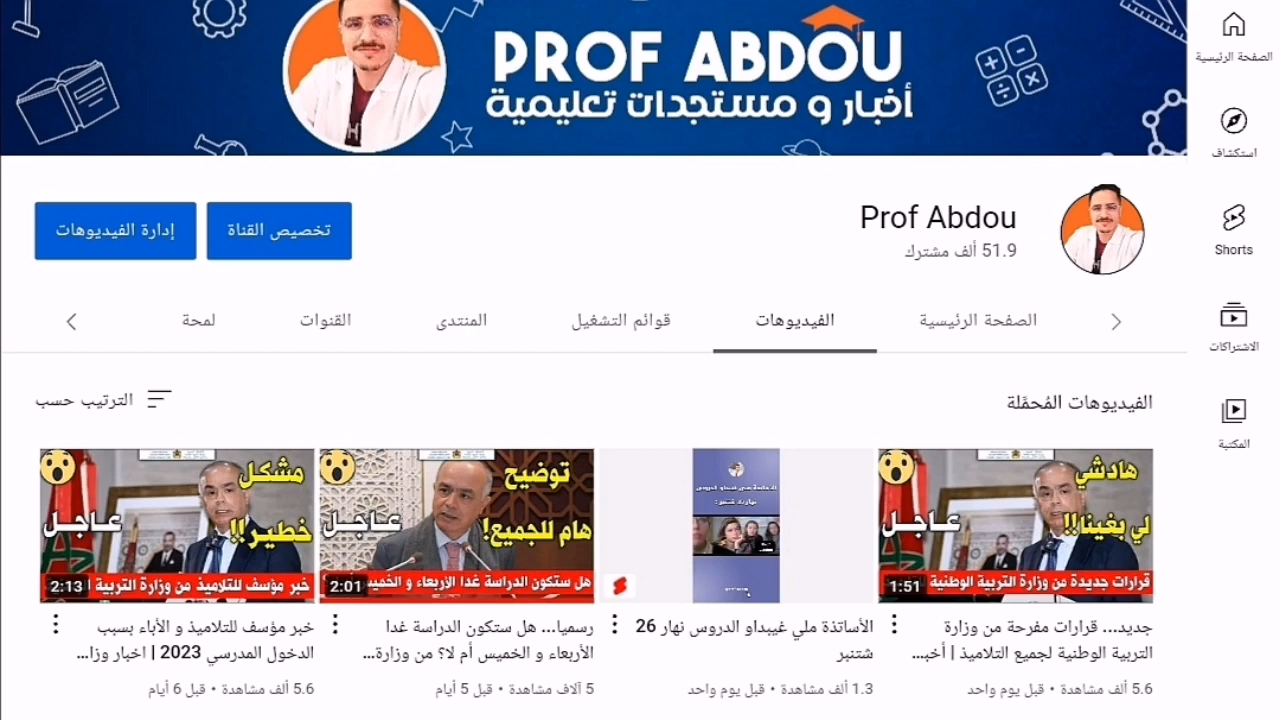 PROF ABDOU
أخبار و مستجدات تعليمية
الصفحة الرئيسية
استكشاف
Shorts
الاشتراكات
المكتبة
Prof Abdou
51.9 ألف مشترك
تخصيص القناة
إدارة الفيديوهات
الصفحة الرئيسية
الفيديوهات
قوائم التشغيل
المنتدى
القنوات
لمحة
الفيديوهات المُحمَّلة
الترتيب حسب
هادشي
لي بغينا!!
عاجل
قرارات جديدة من وزارة التربية الوطنية
1:51
جديد... قرارات مفرحة من وزارة
التربية الوطنية لجميع التلاميذ | أخبـ...
5.6 ألف مشاهدة • قبل يوم واحد
الأساتذة ملي غيبداو الدروس نهار 26
شتنبر
1.3 ألف مشاهدة • قبل يوم واحد
توضيح
هام للجميع!
عاجل
هل ستكون الدراسة غدا الأربعاء و الخميس
2:01
رسميا... هل ستكون الدراسة غدا
الأربعاء و الخميس أم لا؟ من وزارة...
5 آلاف مشاهدة • قبل 5 أيام
مشكل
خطير!!
عاجل
خبر مؤسف للتلاميذ من وزارة التربية
2:13
خبر مؤسف للتلاميذ و الأباء بسبب
الدخول المدرسي 2023 | اخبار وزا...
5.6 ألف مشاهدة • قبل 6 أيام